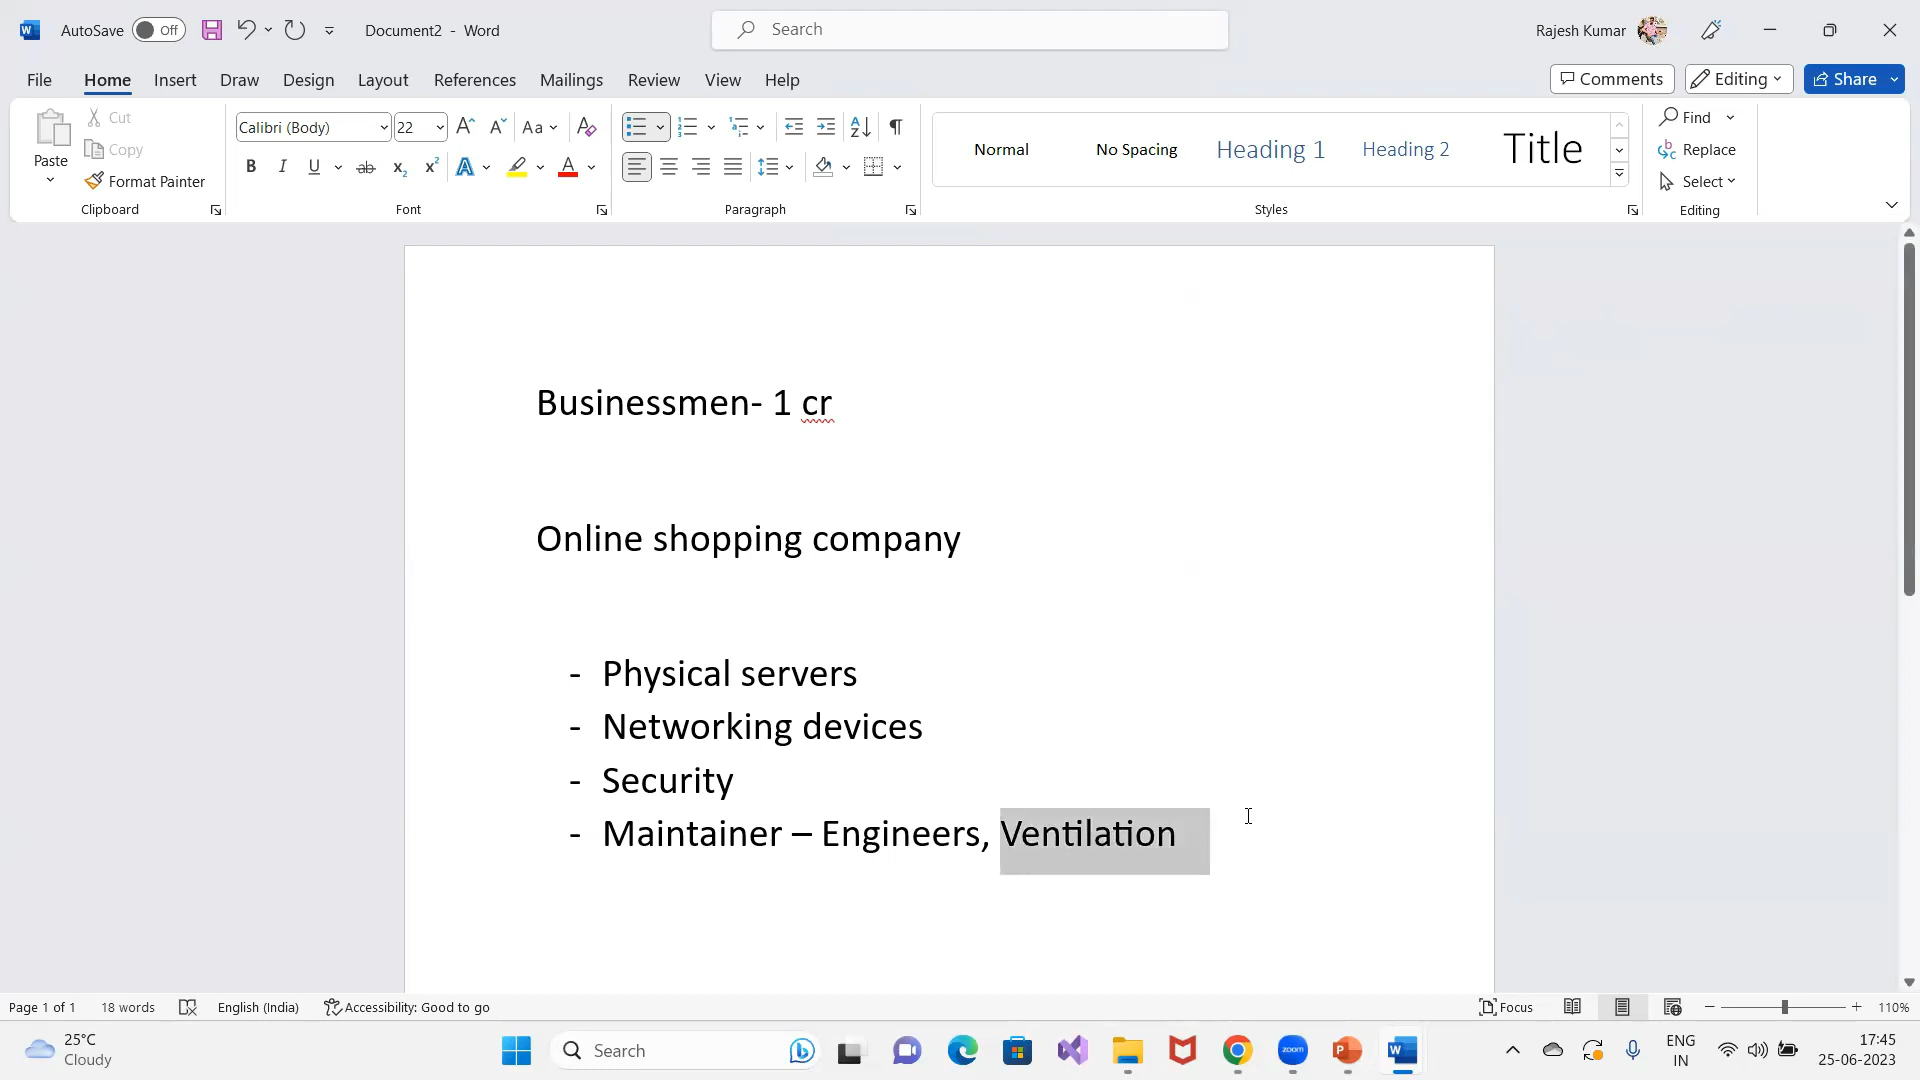 AutoSave Off Document2 - Word Search Rajesh Kumar
File Home Insert Draw Design Layout References Mailings Review View Help Comments Editing Share
Paste Cut Copy Format Painter Clipboard
Calibri (Body) 22 Aa
B I U ab x₂ x² A A
Font
Paragraph
Normal No Spacing Heading 1 Heading 2 Title
Styles
Find
Replace
Select
Editing
Businessmen- 1 cr
Online shopping company
- Physical servers
- Networking devices
- Security
- Maintainer – Engineers, Ventilation
Page 1 of 1 18 words English (India) Accessibility: Good to go Focus 110%
25°C
Cloudy
Search
zoom
ENG
IN
17:45
25-06-2023